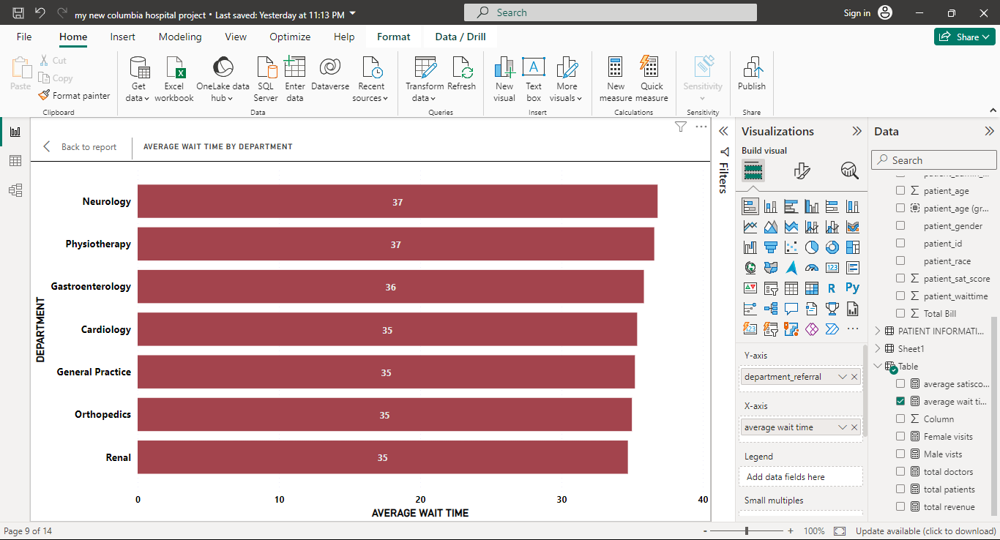 my new columbia hospital project • Last saved: Yesterday at 11:13 PM
Search
Sign in
File
Home
Insert
Modeling
View
Optimize
Help
Format
Data / Drill
Share
Paste
Cut
Copy
Format painter
Clipboard
Get
data
Excel
workbook
OneLake data
hub
SQL
Server
Enter
data
Dataverse
Recent
sources
Data
Transform
data
Refresh
Queries
New
visual
Text
box
More
visuals
Insert
New
measure
Quick
measure
Calculations
Sensitivity
Sensitivity
Publish
Share
Back to report
AVERAGE WAIT TIME BY DEPARTMENT
DEPARTMENT
Neurology
37
Physiotherapy
37
Gastroenterology
36
Cardiology
35
General Practice
35
Orthopedics
35
Renal
35
0
10
20
30
40
AVERAGE WAIT TIME
Filters
Visualizations
Build visual
123
R
Py
123
Y-axis
department_referral
X-axis
average wait time
Legend
Add data fields here
Small multiples
Data
Search
patient_age
patient_age (gr...
patient_gender
patient_id
patient_race
patient_sat_score
patient_waittime
Total Bill
PATIENT INFORMATI...
Sheet1
Table
average satisco...
average wait ti...
Column
Female visits
Male vists
total doctors
total patients
total revenue
Page 9 of 14
- + 100%
Update available (click to download)